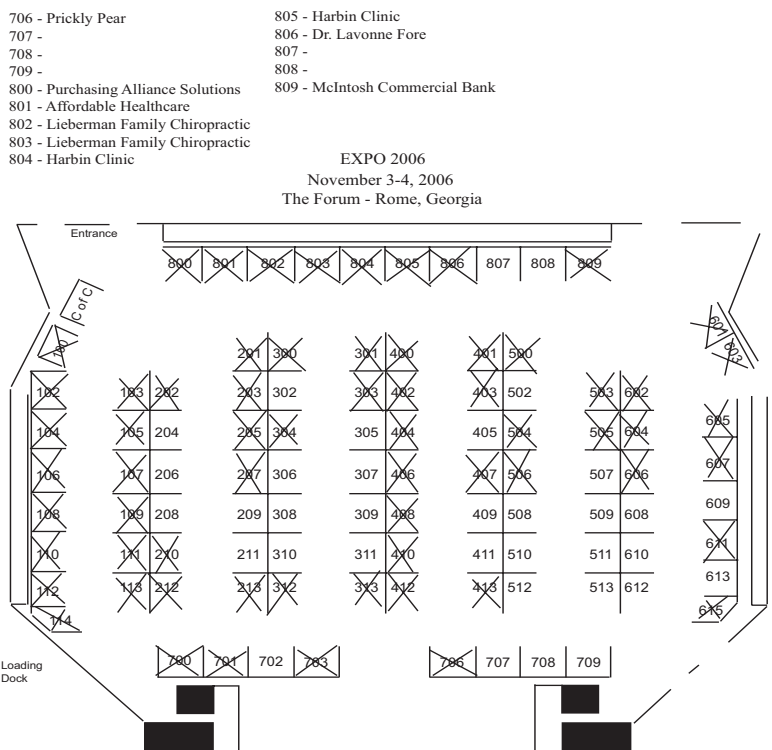 706 - Prickly Pear
707 -
708 -
709 -
800 - Purchasing Alliance Solutions
801 - Affordable Healthcare
802 - Lieberman Family Chiropractic
803 - Lieberman Family Chiropractic
804 - Harbin Clinic
805 - Harbin Clinic
806 - Dr. Lavonne Fore
807 -
808 -
809 - McIntosh Commercial Bank
EXPO 2006
November 3-4, 2006
The Forum - Rome, Georgia
Entrance
800 801 802 803 804 805 806 807 808 809
C of C
100
601
603
201 300 301 400 401 500
102 103 202 203 302 303 402 403 502 503 602
605
104 105 204 205 304 305 404 405 504 505 604
607
106 107 206 207 306 307 406 407 506 507 606
609
108 109 208 209 308 309 408 409 508 509 608
611
110 111 210 211 310 311 410 411 510 511 610
613
112 113 212 213 312 313 412 413 512 513 612
615
114
700 701 702 703 706 707 708 709
Loading
Dock